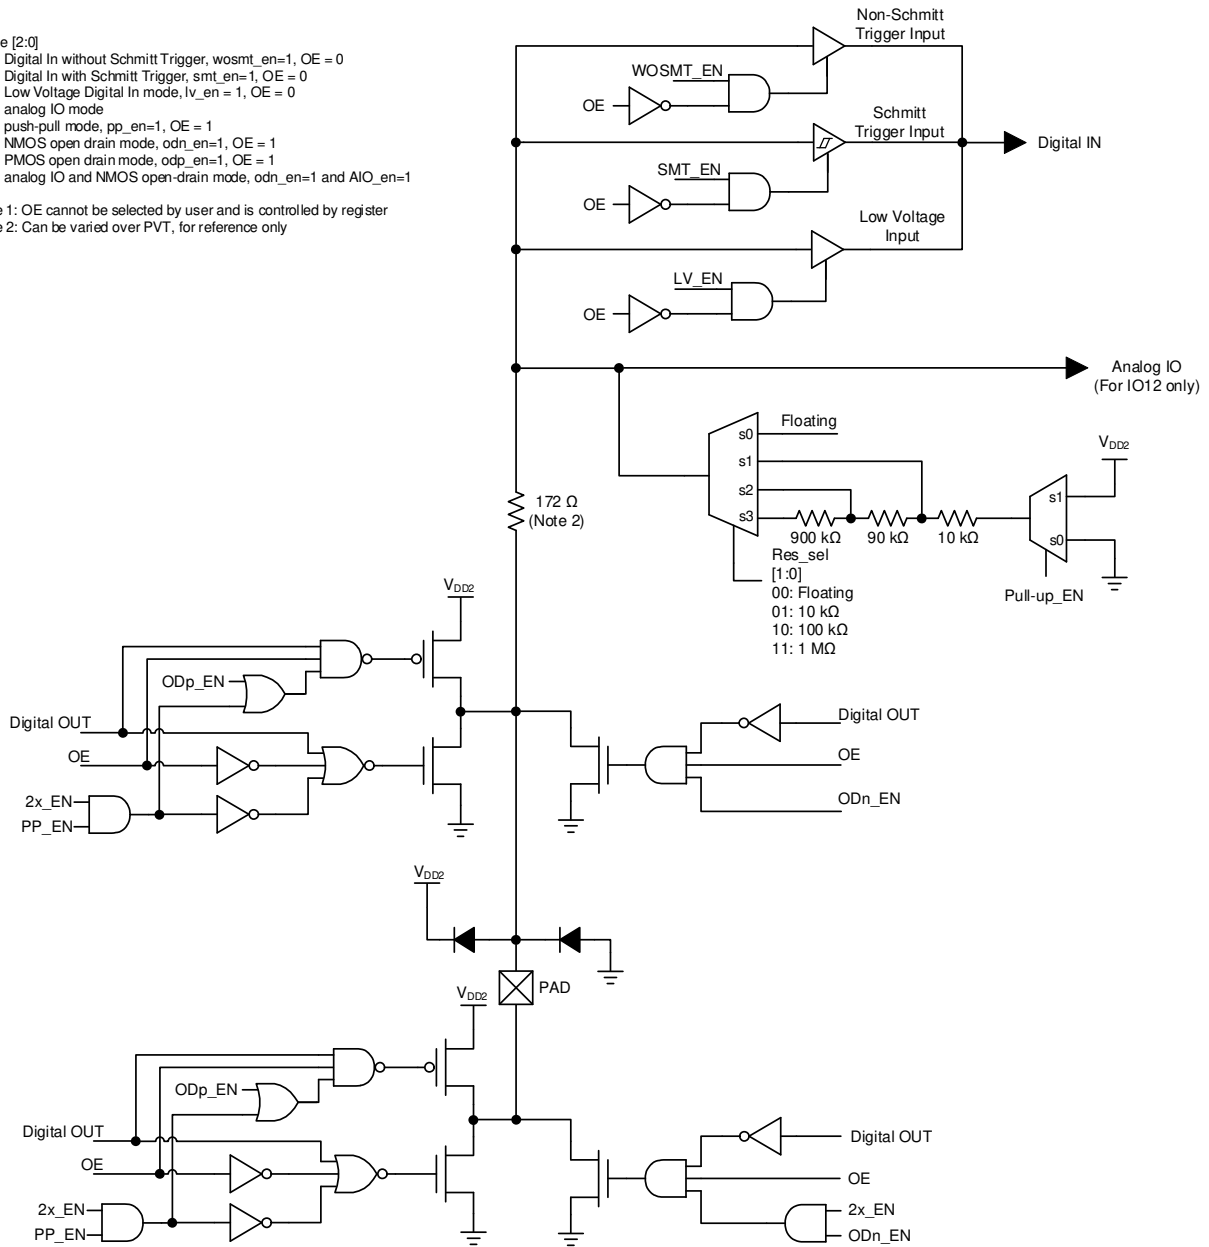 e [2:0]
Digital In without Schmitt Trigger, wosmt_en=1, OE = 0
Digital In with Schmitt Trigger, smt_en=1, OE = 0
Low Voltage Digital In mode, lv_en = 1, OE = 0
analog IO mode
push-pull mode, pp_en=1, OE = 1
NMOS open drain mode, odn_en=1, OE = 1
PMOS open drain mode, odp_en=1, OE = 1
analog IO and NMOS open-drain mode, odn_en=1 and AIO_en=1
e 1: OE cannot be selected by user and is controlled by register
e 2: Can be varied over PVT, for reference only
Non-Schmitt
Trigger Input
WOSMT_EN
OE
Schmitt
Trigger Input
Digital IN
SMT_EN
OE
Low Voltage
Input
LV_EN
OE
Analog IO
(For IO12 only)
Floating
s0
s1
s2
s3
VDD2
s1
s0
172 Ω
(Note 2)
900 kΩ
90 kΩ
10 kΩ
Res_sel
[1:0]
00: Floating
01: 10 kΩ
10: 100 kΩ
11: 1 MΩ
Pull-up_EN
VDD2
ODp_EN
Digital OUT
OE
2x_EN
PP_EN
Digital OUT
OE
ODn_EN
VDD2
PAD
VDD2
ODp_EN
Digital OUT
OE
2x_EN
PP_EN
Digital OUT
OE
2x_EN
ODn_EN